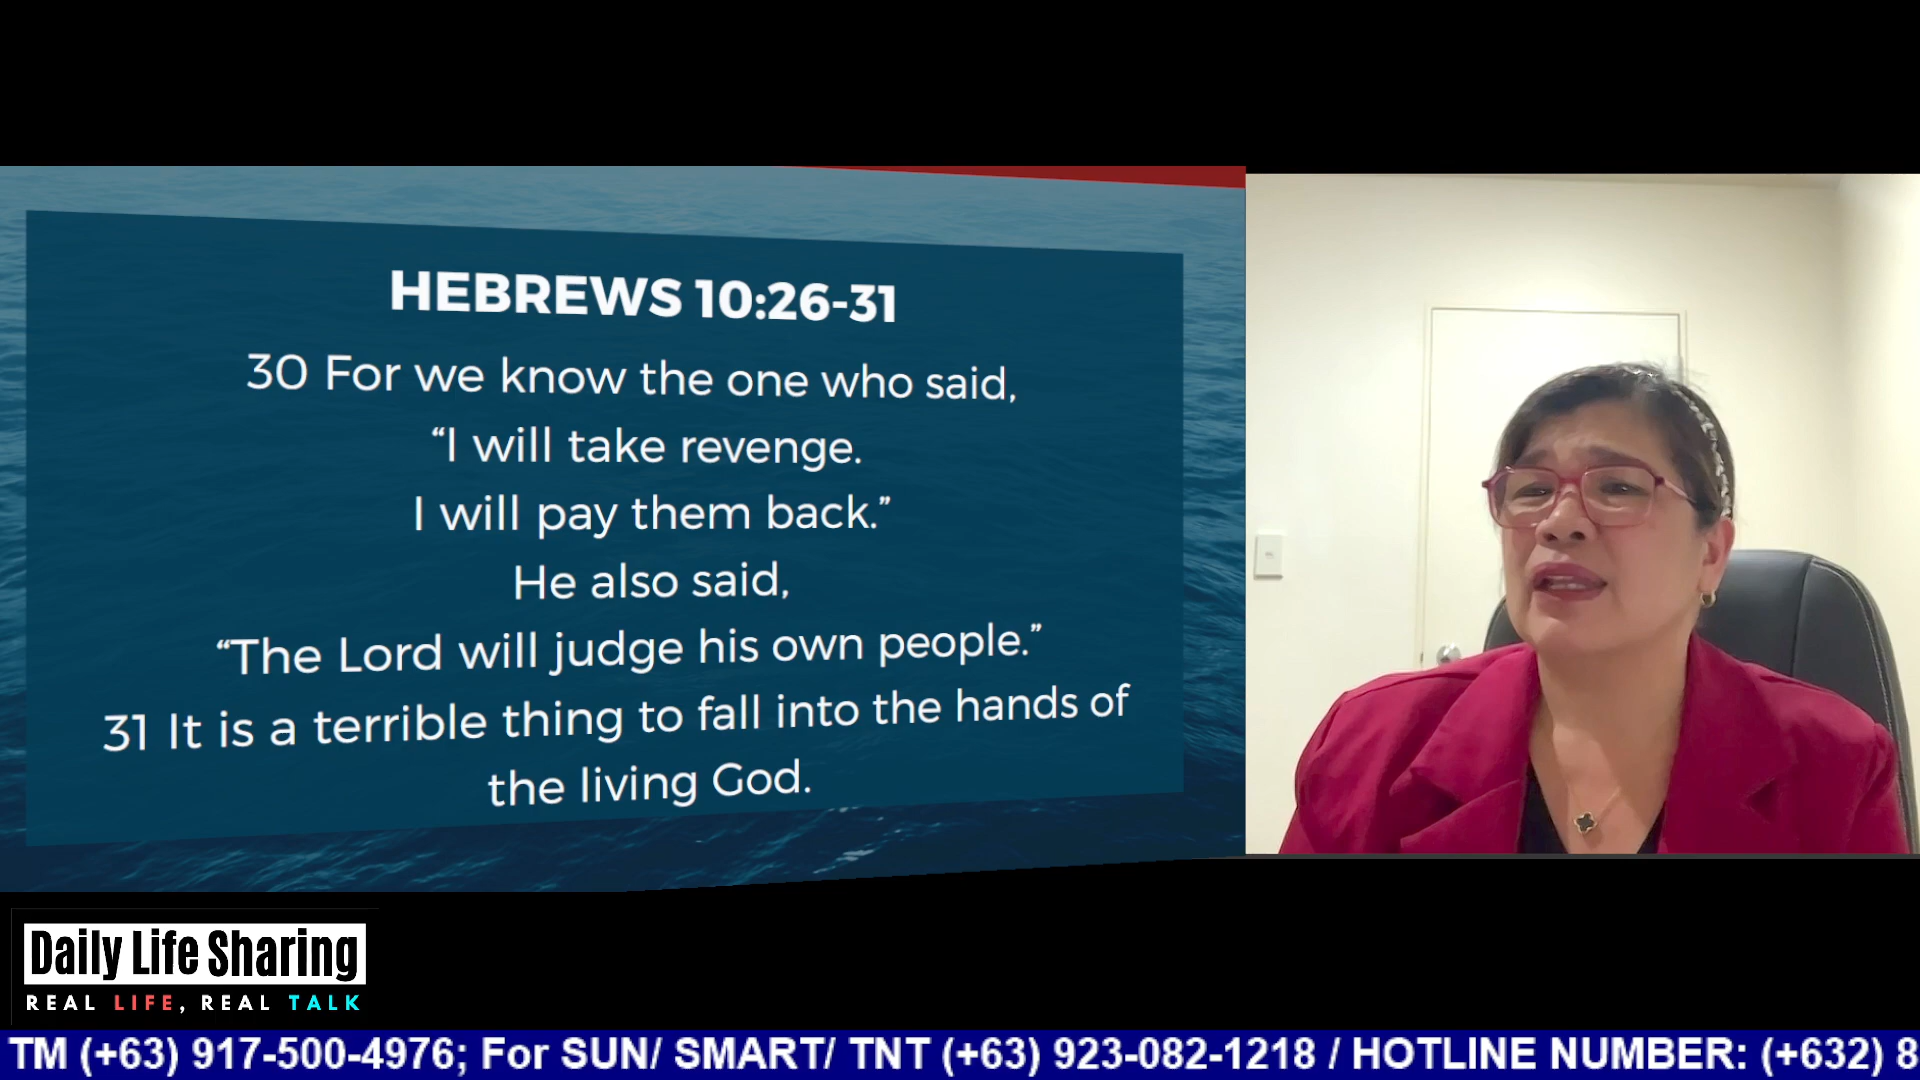 HEBREWS 10:26-31
30 For we know the one who said,
“I will take revenge.
I will pay them back.”
He also said,
“The Lord will judge his own people.”
31 It is a terrible thing to fall into the hands of
the living God.
Daily Life Sharing
REAL LIFE, REAL TALK
TM (+63) 917-500-4976; For SUN/ SMART/ TNT (+63) 923-082-1218 / HOTLINE NUMBER: (+632) 8